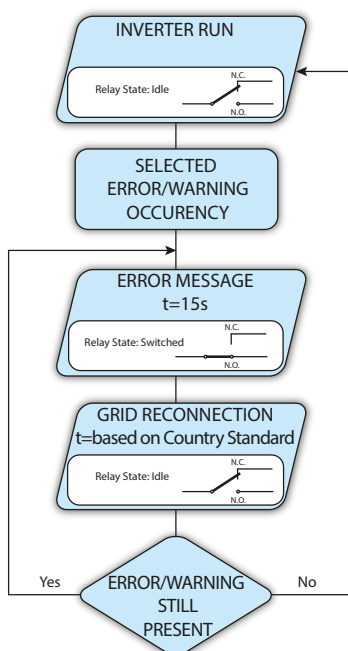 INVERTER RUN
N.C.
Relay State: Idle
N.O.
SELECTED
ERROR/WARNING
OCCURENCY
ERROR MESSAGE
t=15s
N.C.
Relay State: Switched
N.O.
GRID RECONNECTION
t=based on Country Standard
N.C.
Relay State: Idle
N.O.
Yes
ERROR/WARNING
STILL
PRESENT
No